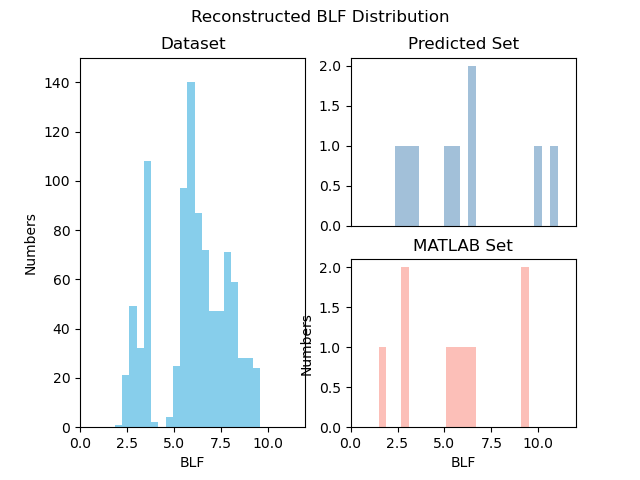 Reconstructed BLF Distribution
Dataset
140
120
100
80
60
40
20
0
Numbers
0.0 2.5 5.0 7.5 10.0
BLF
Predicted Set
2.0
1.5
1.0
0.5
0.0
MATLAB Set
2.0
1.5
1.0
0.5
0.0
Numbers
0.0 2.5 5.0 7.5 10.0
BLF